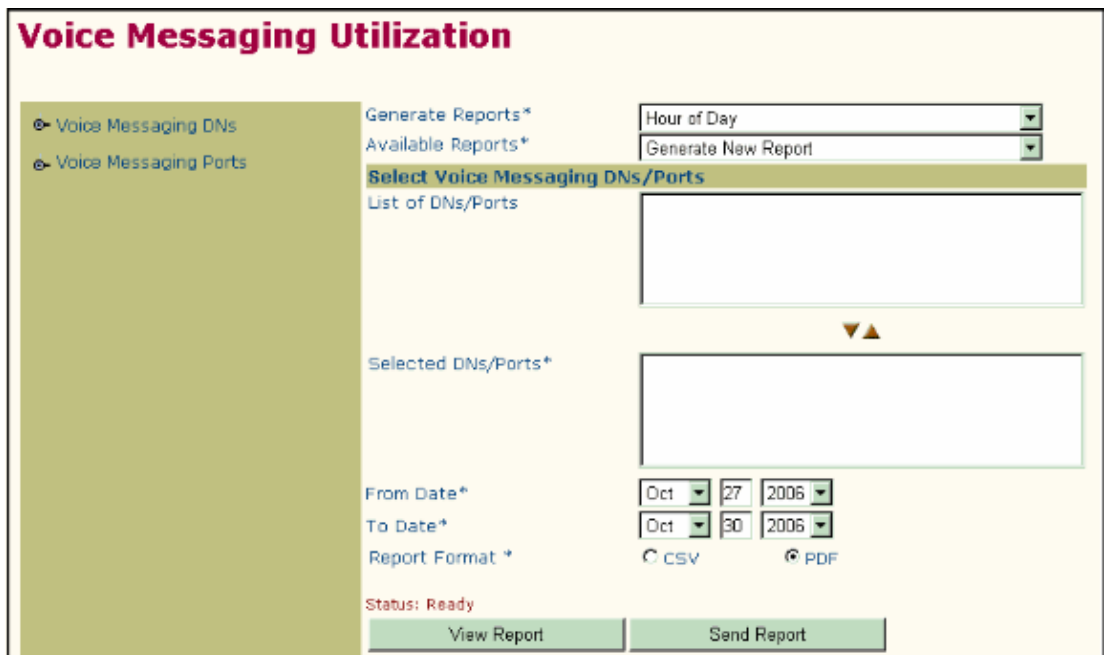 Voice Messaging Utilization
Voice Messaging DNs
Voice Messaging Ports
Generate Reports* Hour of Day
Available Reports* Generate New Report
Select Voice Messaging DNs/Ports
List of DNs/Ports
Selected DNs/Ports*
From Date* Oct 27 2006
To Date* Oct 30 2006
Report Format * CSV PDF
Status: Ready
View Report Send Report